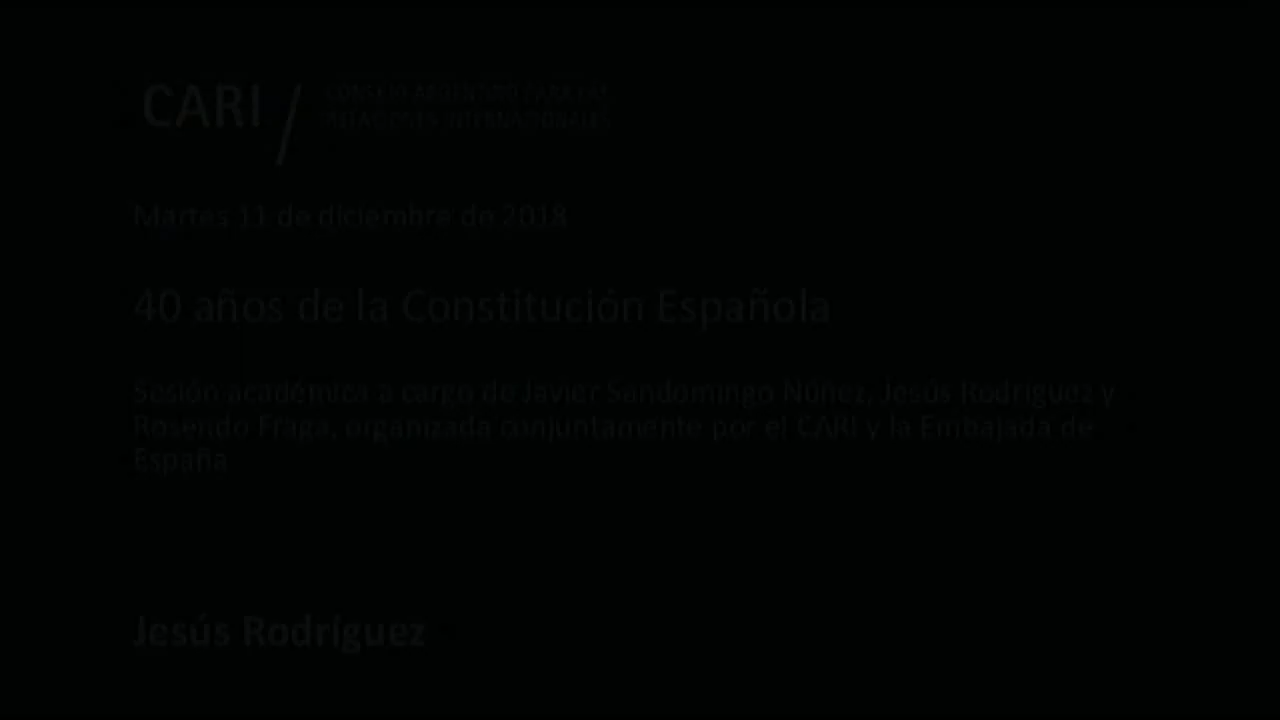 CARI /
CONSEJO ARGENTINO PARA LAS
RELACIONES INTERNACIONALES
Martes 11 de diciembre de 2018
40 años de la Constitución Española
Sesión académica a cargo de Javier Sandomingo Núñez, Jesús Rodríguez y
Rosendo Fraga, organizada conjuntamente por el CARI y la Embajada de
España
Jesús Rodríguez